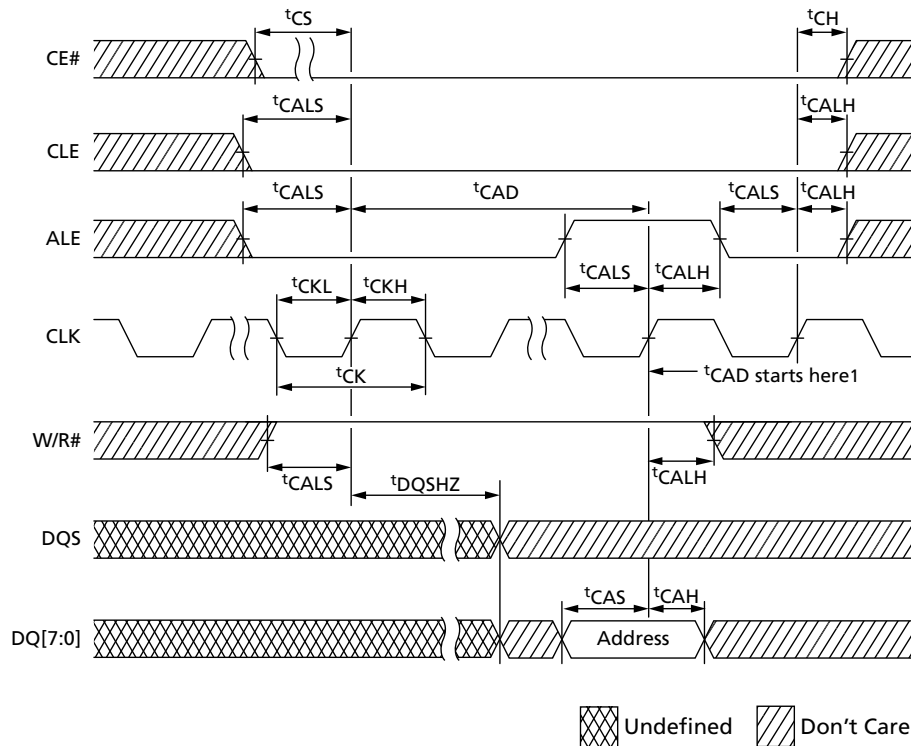 tCS
tCH
CE#
tCALS
tCALH
CLE
tCALS
tCAD
tCALS
tCALH
ALE
tCALS
tCALH
tCKL
tCKH
CLK
tCK
tCAD starts here1
W/R#
tCALS
tCALH
tDQSHZ
DQS
tCAS
tCAH
DQ[7:0]
Address
Undefined
Don't Care